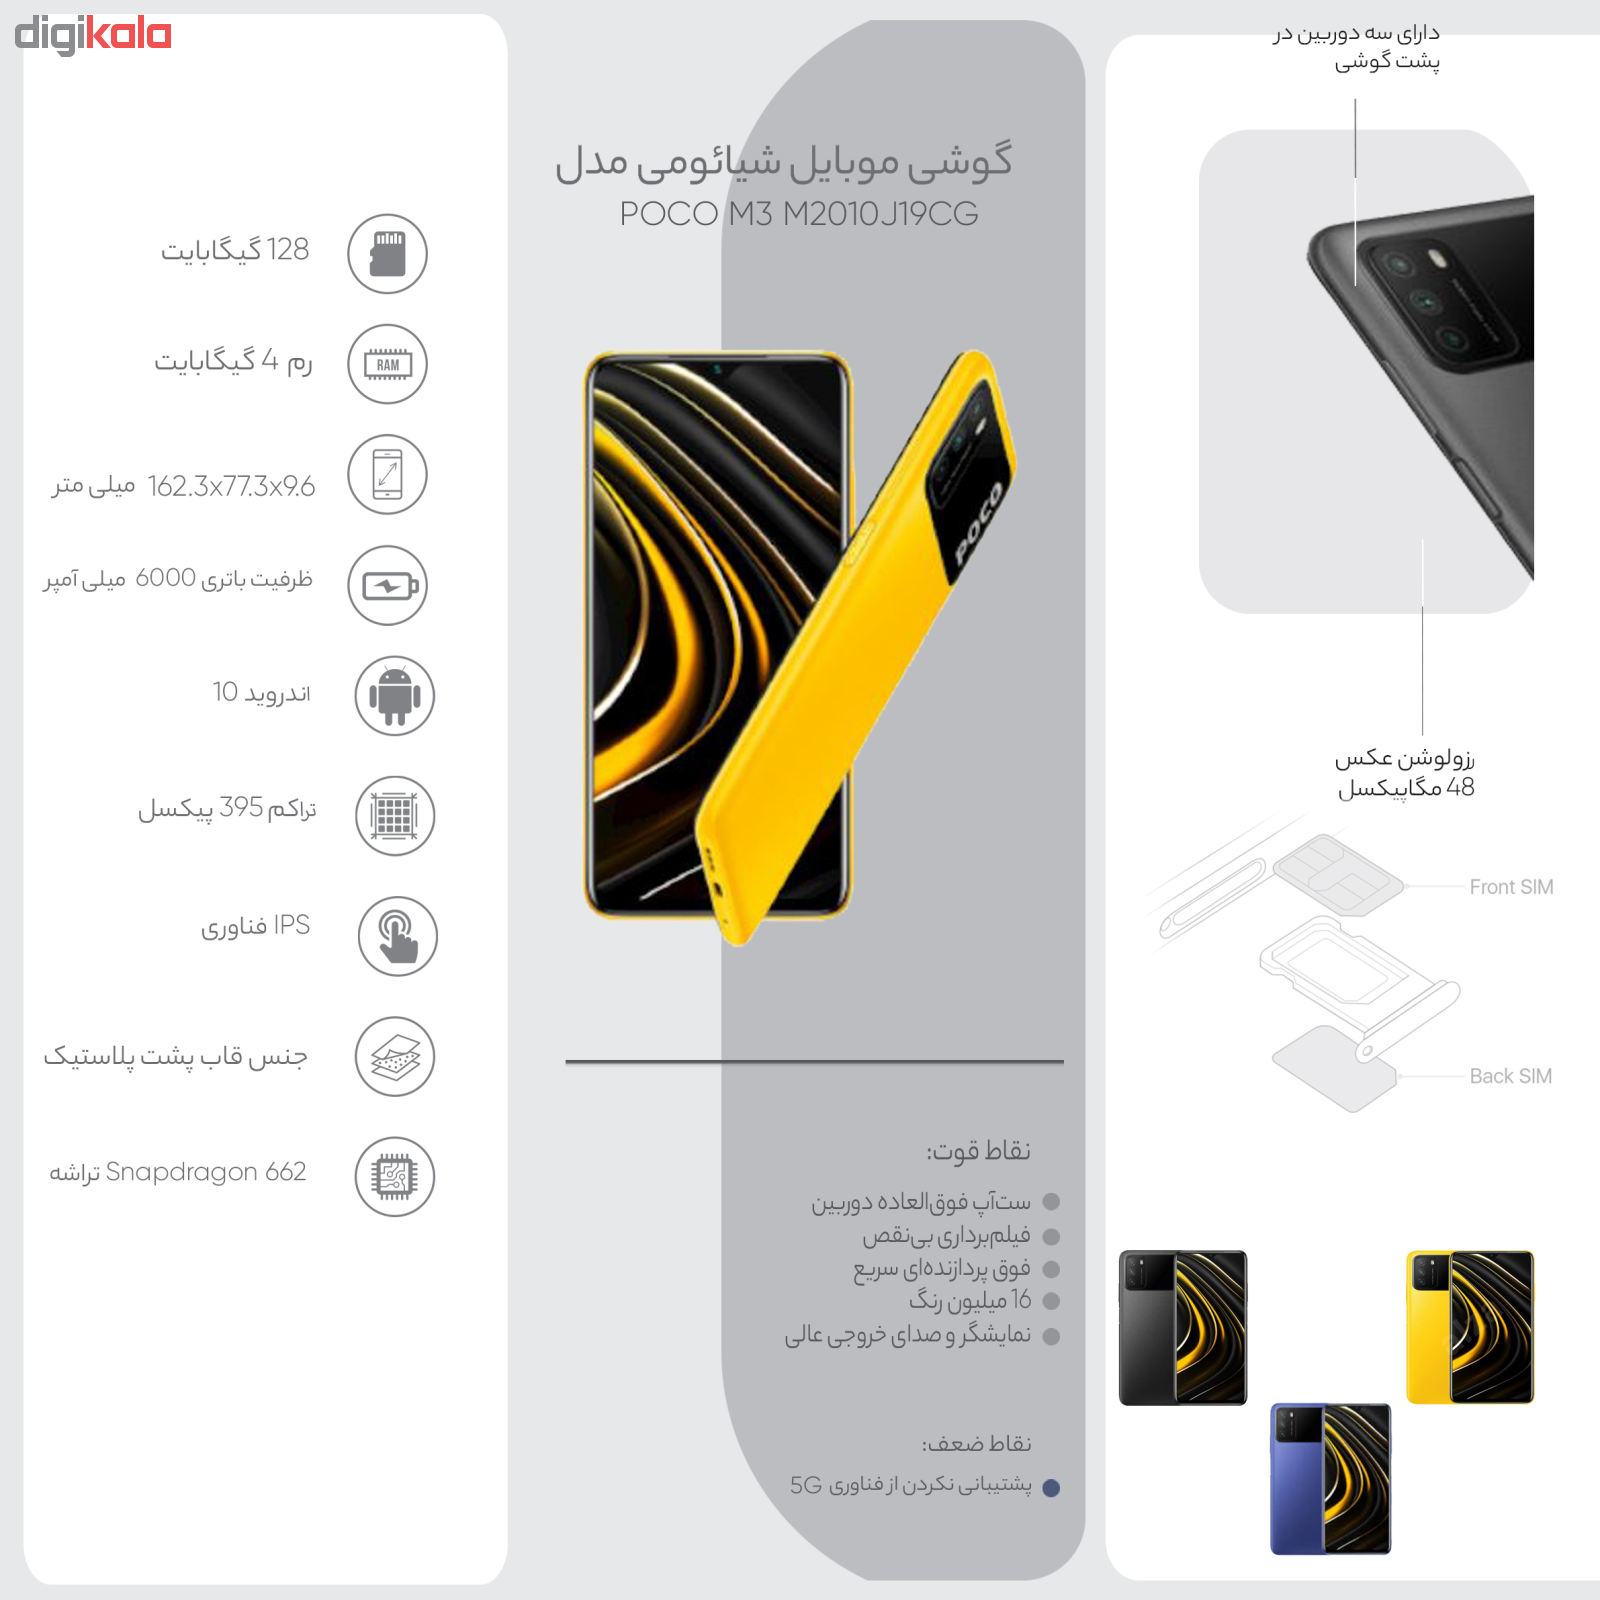 digikala
دارای سه دوربین در
پشت گوشی
رزولوشن عکس
48 مگاپیکسل
Front SIM
Back SIM
گوشی موبایل شیائومی مدل
POCO M3 M2010J19CG
POCO
نقاط قوت:
ست‌آپ فوق‌العاده دوربین
فیلم‌برداری بی‌نقص
فوق پردازنده‌ای سریع
16 میلیون رنگ
نمایشگر و صدای خروجی عالی
نقاط ضعف:
پشتیبانی نکردن از فناوری 5G
128 گیگابایت
رم 4 گیگابایت
RAM
162.3x77.3x9.6 میلی متر
ظرفیت باتری 6000 میلی آمپر
اندروید 10
تراکم 395 پیکسل
IPS فناوری
جنس قاب پشت پلاستیک
Snapdragon 662 تراشه